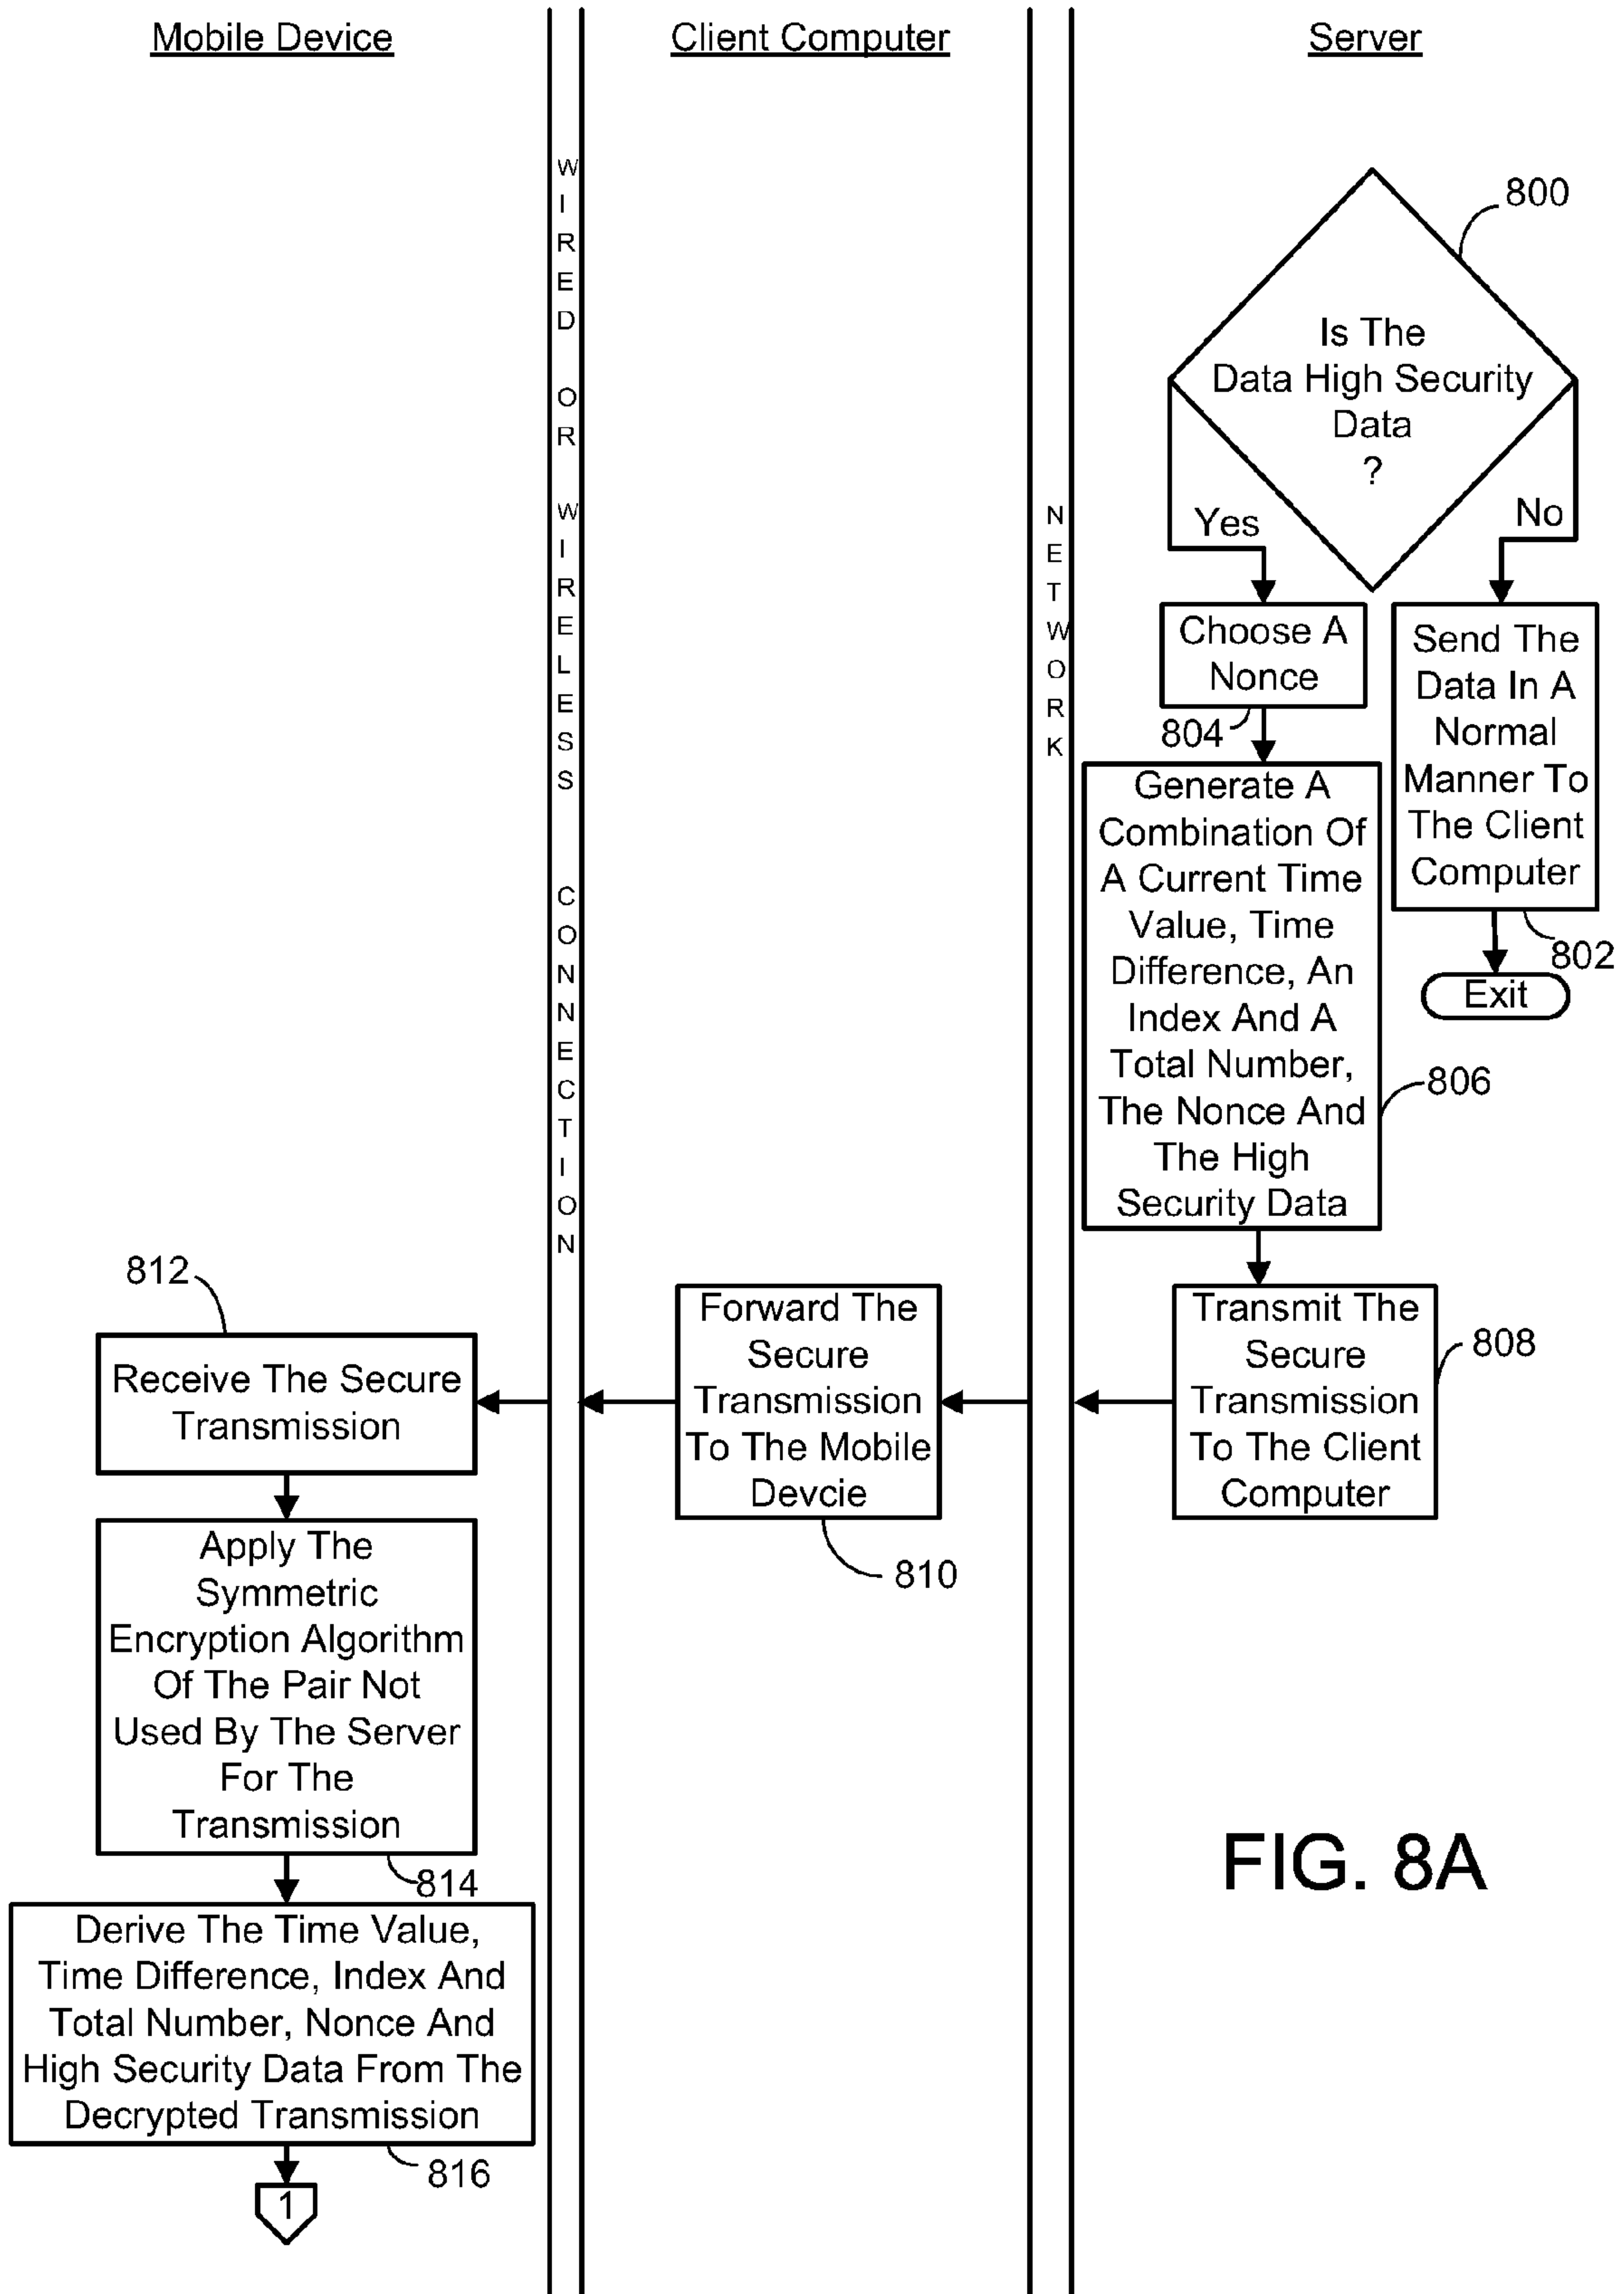 Mobile Device
Client Computer
Server
WIRED OR WIRELESS CONNECTION
NETWORK
800
Is The
Data High Security
Data
?
Yes
No
Choose A
Nonce
804
Send The
Data In A
Normal
Manner To
The Client
Computer
802
Exit
Generate A
Combination Of
A Current Time
Value, Time
Difference, An
Index And A
Total Number,
The Nonce And
The High
Security Data
806
Transmit The
Secure
Transmission
To The Client
Computer
808
Forward The
Secure
Transmission
To The Mobile
Devcie
810
812
Receive The Secure
Transmission
Apply The
Symmetric
Encryption Algorithm
Of The Pair Not
Used By The Server
For The
Transmission
814
Derive The Time Value,
Time Difference, Index And
Total Number, Nonce And
High Security Data From The
Decrypted Transmission
816
1
FIG. 8A